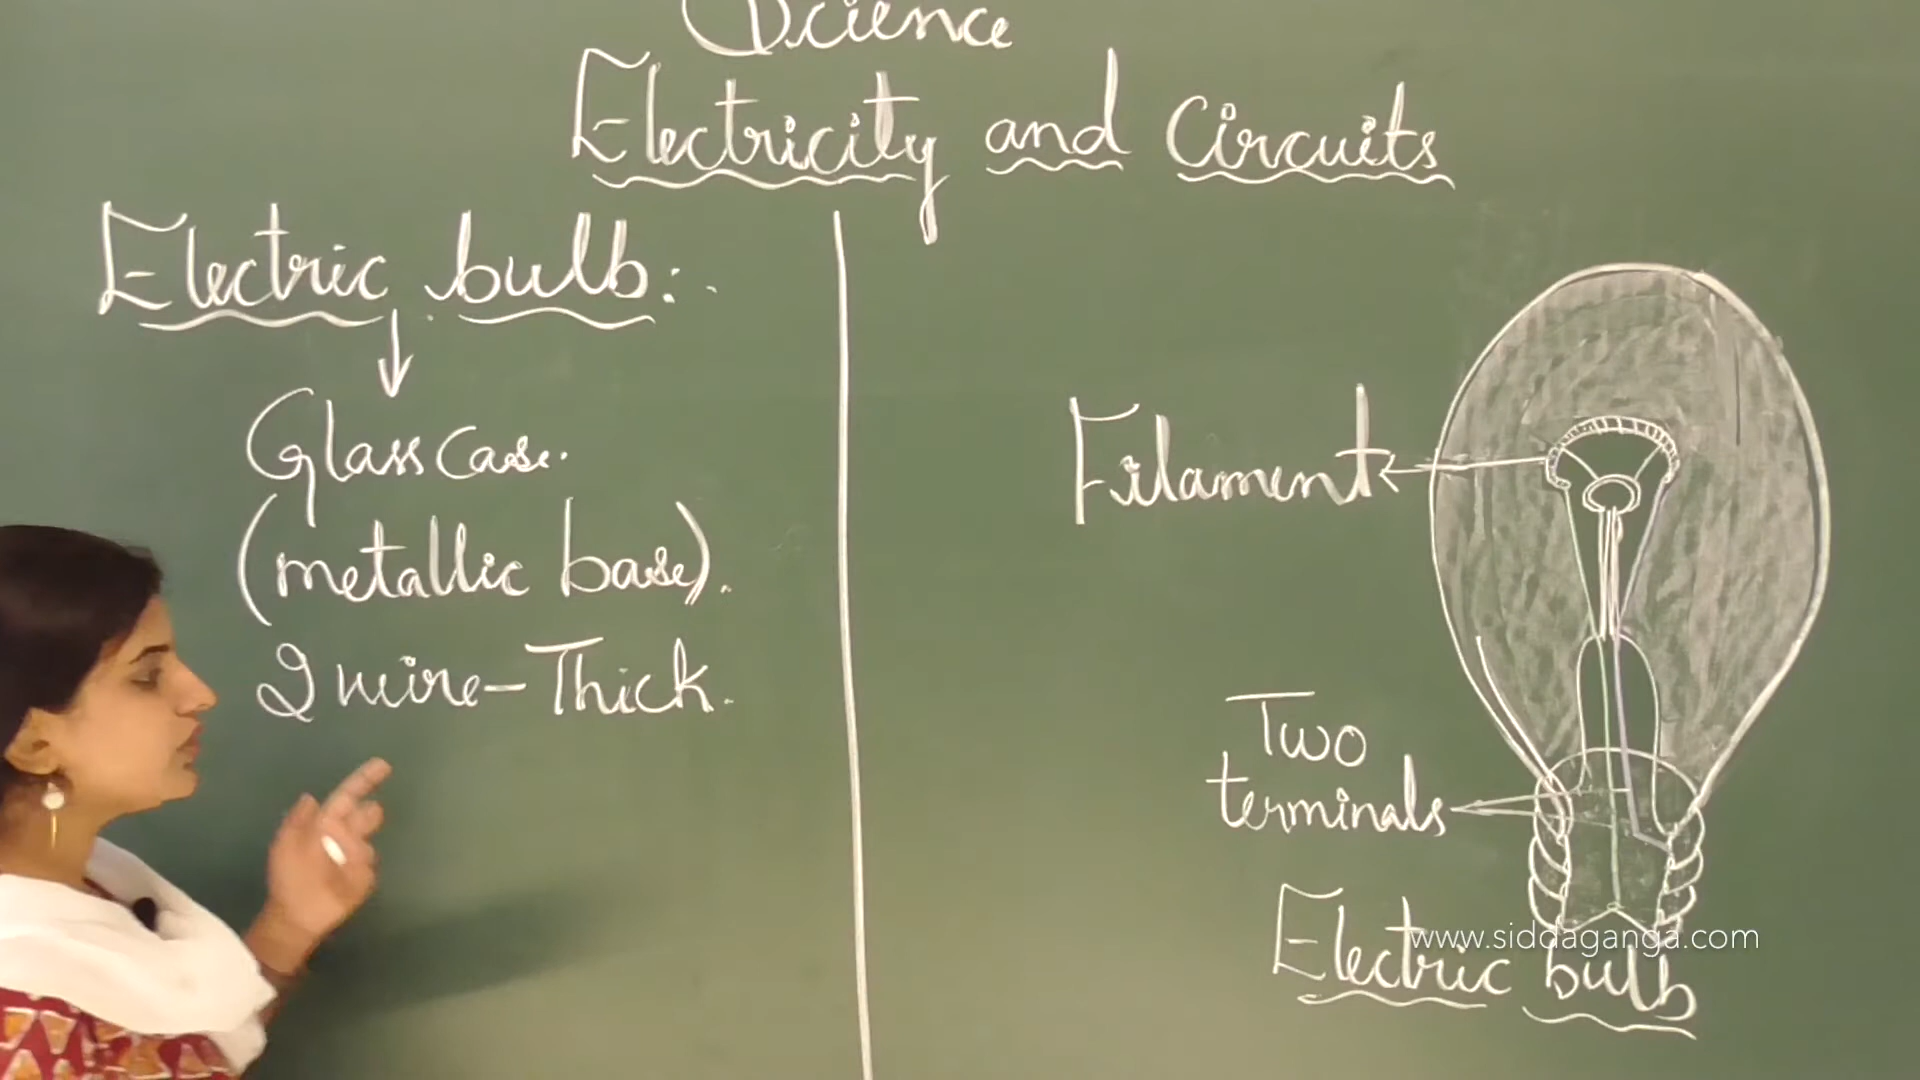 Science
Electricity and Circuits
Electric bulb:
Glass case.
(metallic base).
2 wire - Thick.
Filament
Two
terminals
Electric bulb
www.siddaganga.com